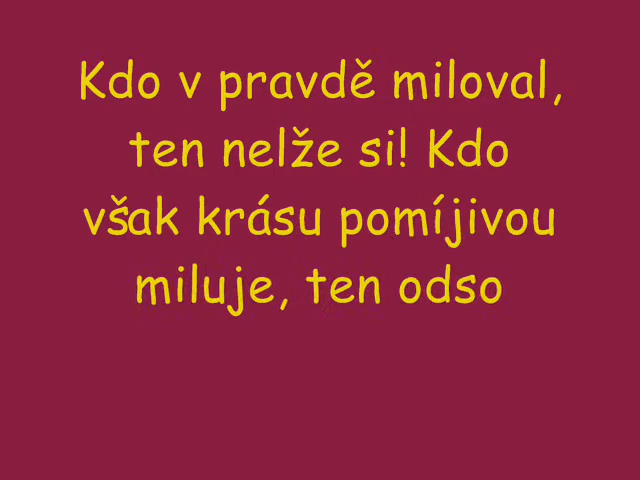 Kdo v pravdě miloval,
ten nelže si! Kdo
však krásu pomíjivou
miluje, ten odso